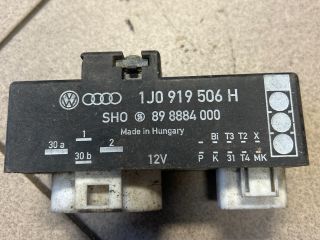 1J0 919 506 H
SHO S 89 8884 000
Made in Hungary
1
30 a
2
30 b
12V
Bi T3 T2 X
P K 31 T4 MK